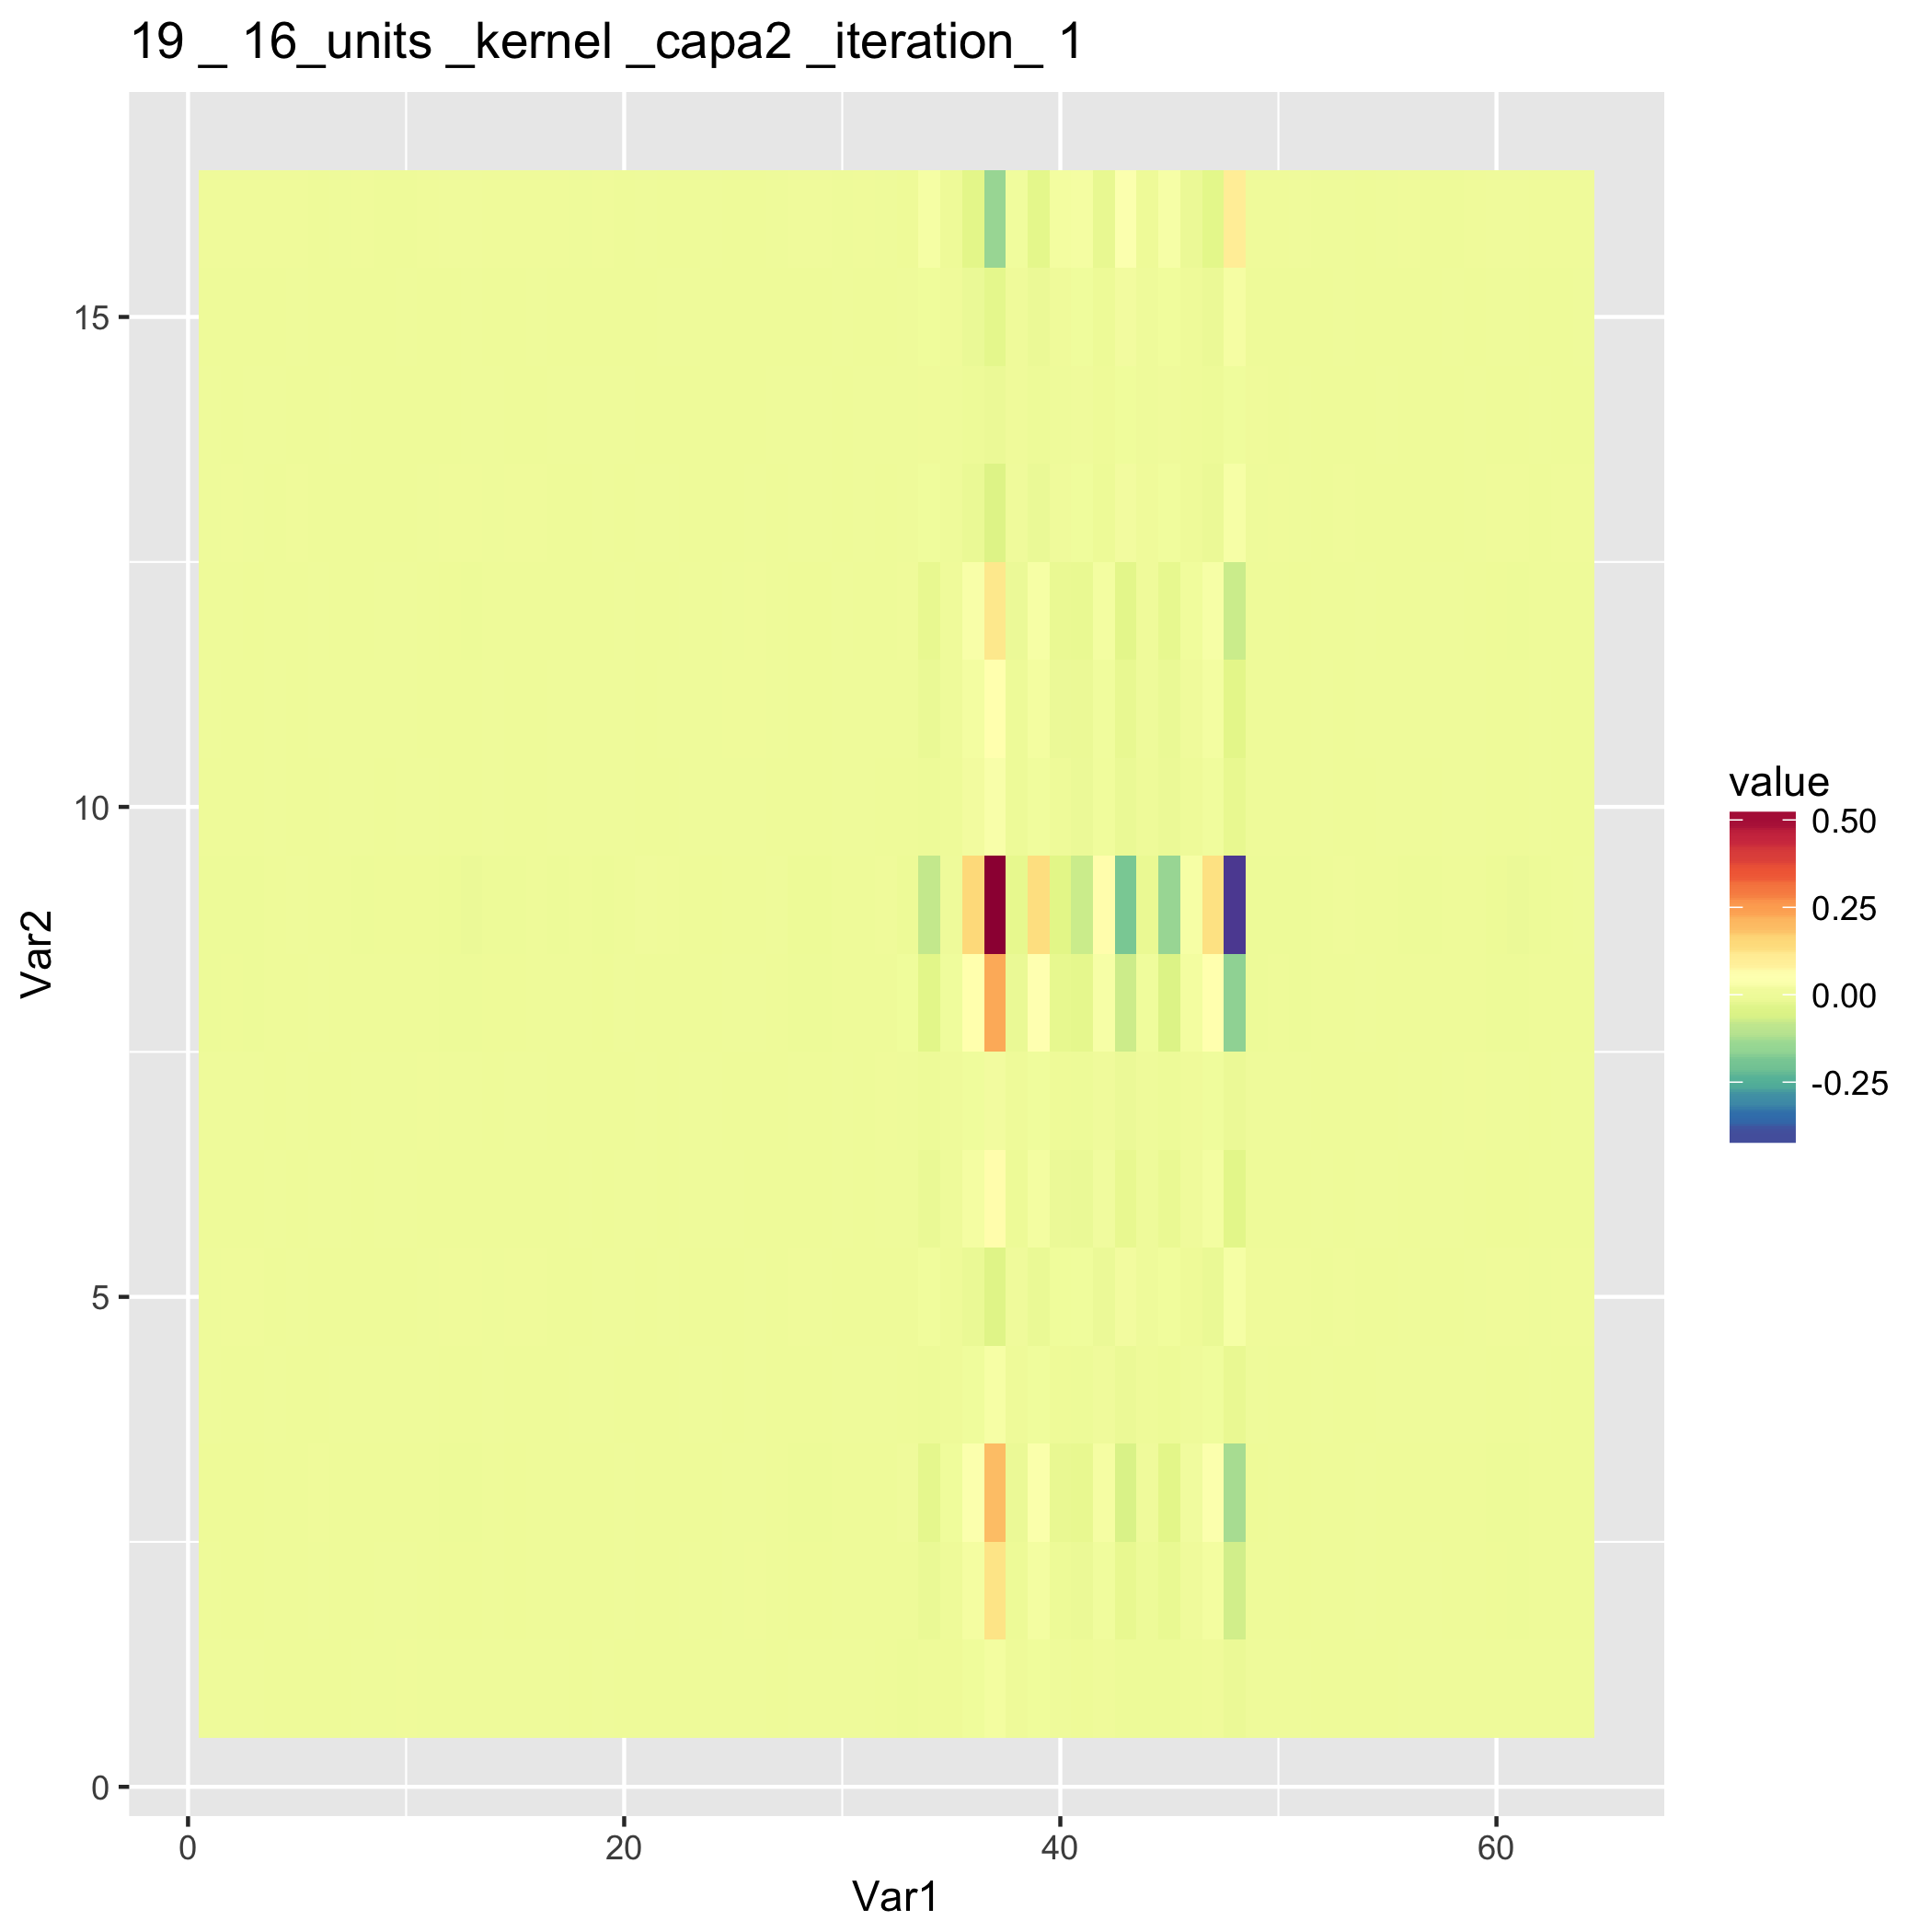 19 _ 16_units _kernel _capa2 _iteration_ 1
15
10
5
0
Var2
0 20 40 60
Var1
value
0.50
0.25
0.00
-0.25